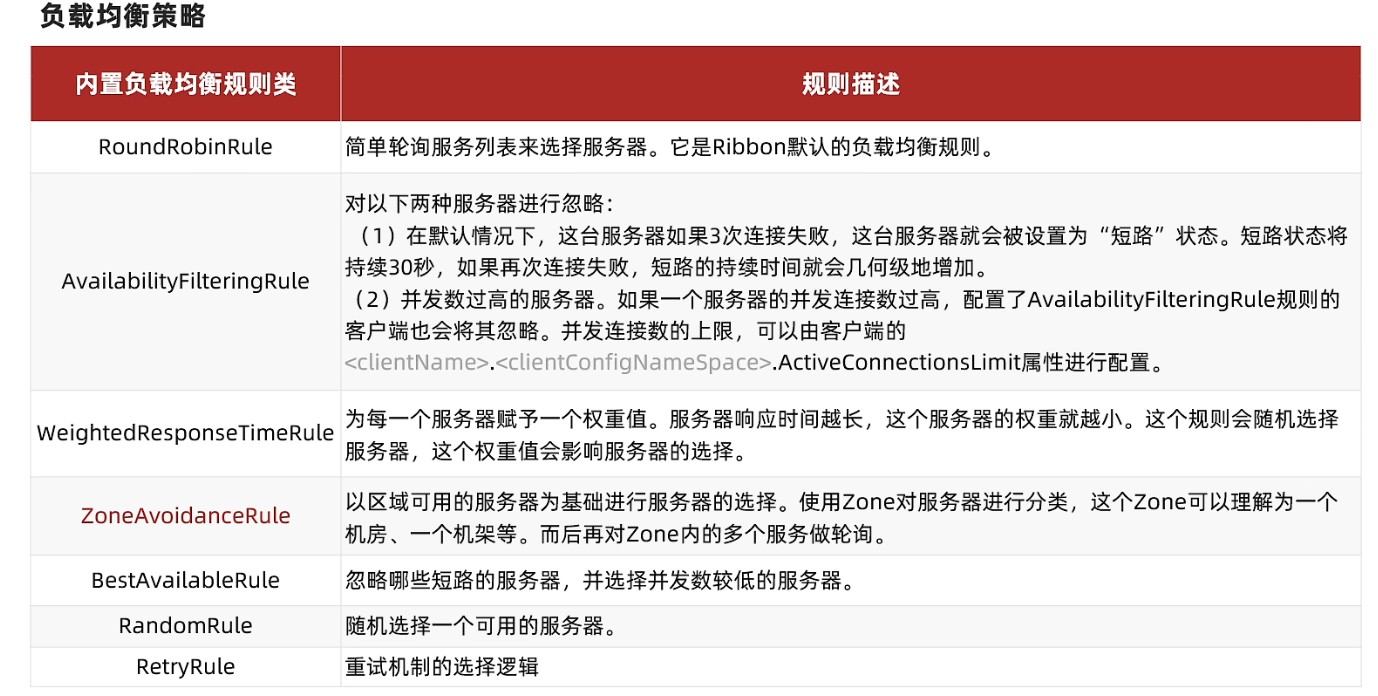 负载均衡策略
内置负载均衡规则类
规则描述
RoundRobinRule
简单轮询服务列表来选择服务器。它是Ribbon默认的负载均衡规则。
AvailabilityFilteringRule
对以下两种服务器进行忽略：
（1）在默认情况下，这台服务器如果3次连接失败，这台服务器就会被设置为“短路”状态。短路状态将
持续30秒，如果再次连接失败，短路的持续时间就会几何级地增加。
（2）并发数过高的服务器。如果一个服务器的并发连接数过高，配置了AvailabilityFilteringRule规则的
客户端也会将其忽略。并发连接数的上限，可以由客户端的
<clientName>.<clientConfigNameSpace>.ActiveConnectionsLimit属性进行配置。
WeightedResponseTimeRule
为每一个服务器赋予一个权重值。服务器响应时间越长，这个服务器的权重就越小。这个规则会随机选择
服务器，这个权重值会影响服务器的选择。
ZoneAvoidanceRule
以区域可用的服务器为基础进行服务器的选择。使用Zone对服务器进行分类，这个Zone可以理解为一个
机房、一个机架等。而后再对Zone内的多个服务做轮询。
BestAvailableRule
忽略哪些短路的服务器，并选择并发数较低的服务器。
RandomRule
随机选择一个可用的服务器。
RetryRule
重试机制的选择逻辑